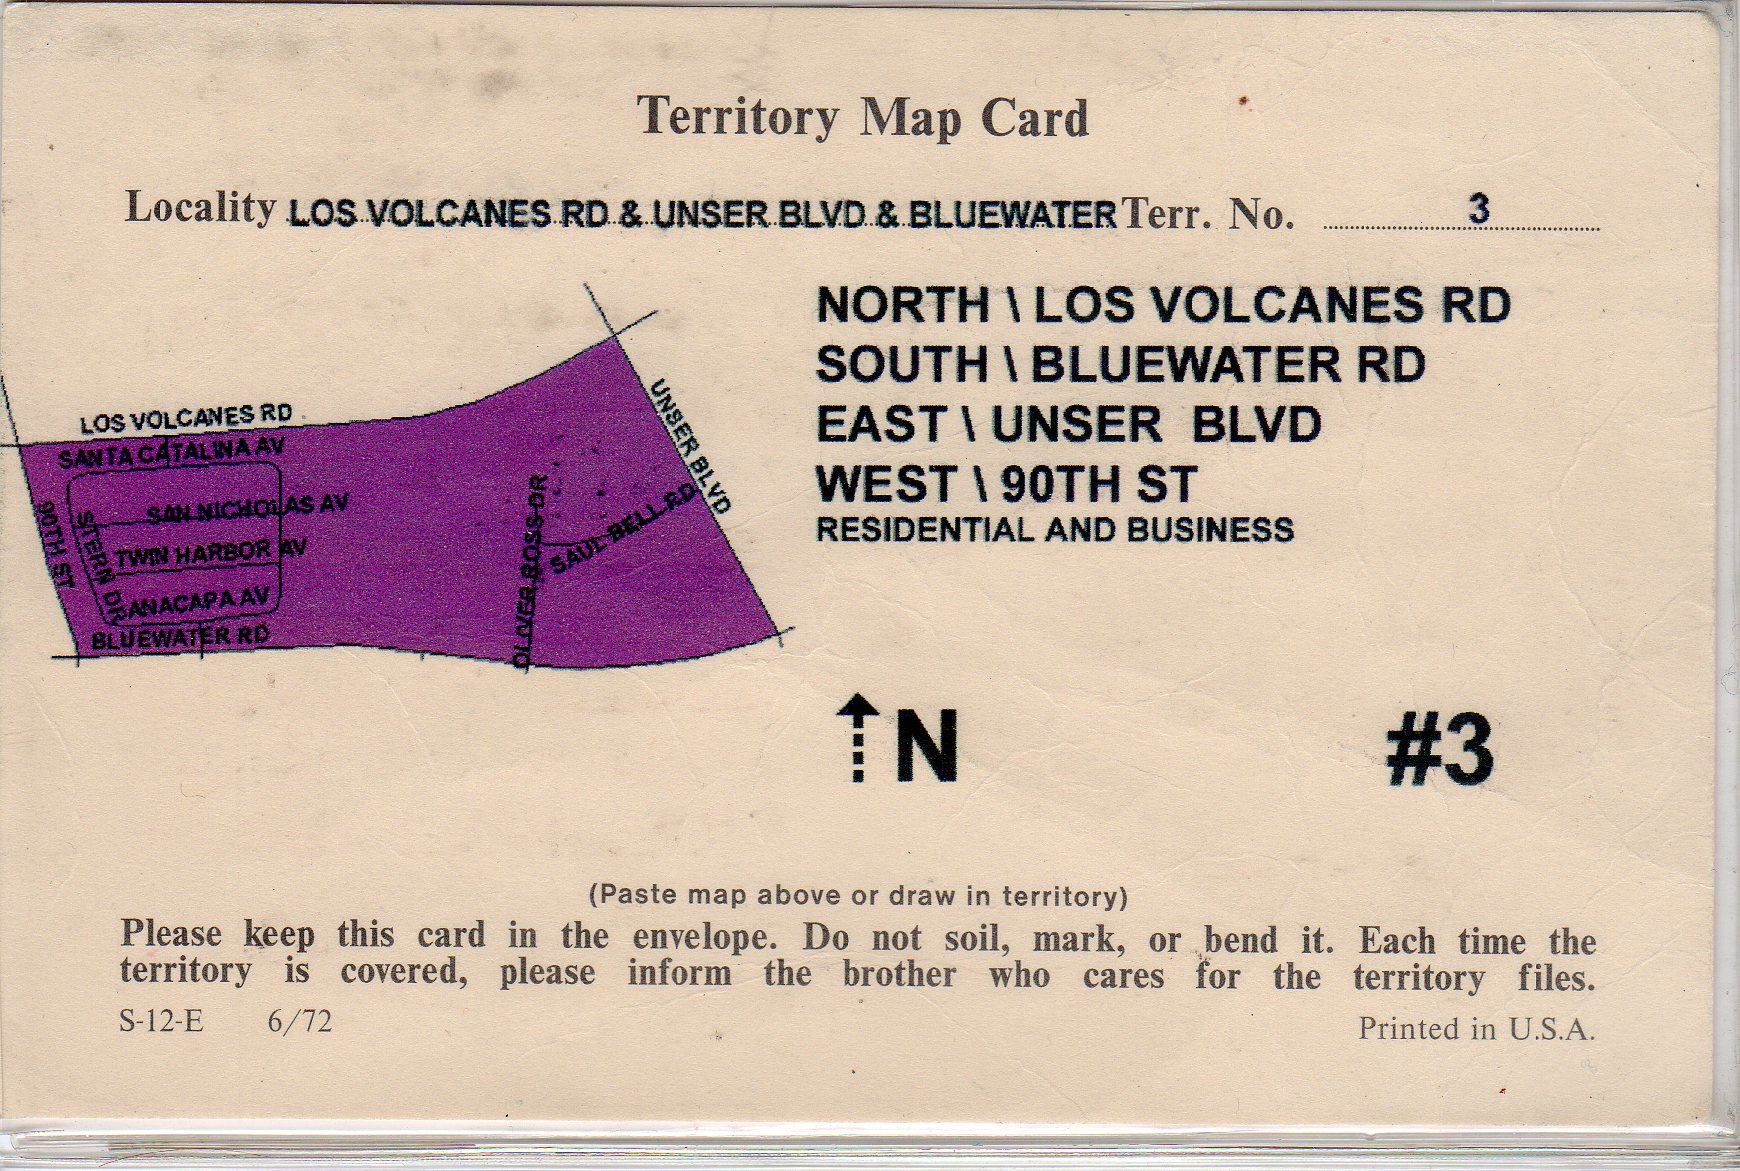 Territory Map Card
Locality LOS VOLCANES RD & UNSER BLVD & BLUEWATER Terr. No. 3
NORTH \ LOS VOLCANES RD
SOUTH \ BLUEWATER RD
EAST \ UNSER BLVD
WEST \ 90TH ST
RESIDENTIAL AND BUSINESS
LOS VOLCANES RD
SANTA CATALINA AV
SAN NICHOLAS AV
TWIN HARBOR AV
ANACAPA AV
BLUEWATER RD
90TH ST
STERN DR
OLIVER ROSS DR
SAUL BELL RD
UNSER BLVD
N
#3
(Paste map above or draw in territory)
Please keep this card in the envelope. Do not soil, mark, or bend it. Each time the
territory is covered, please inform the brother who cares for the territory files.
S-12-E 6/72
Printed in U.S.A.